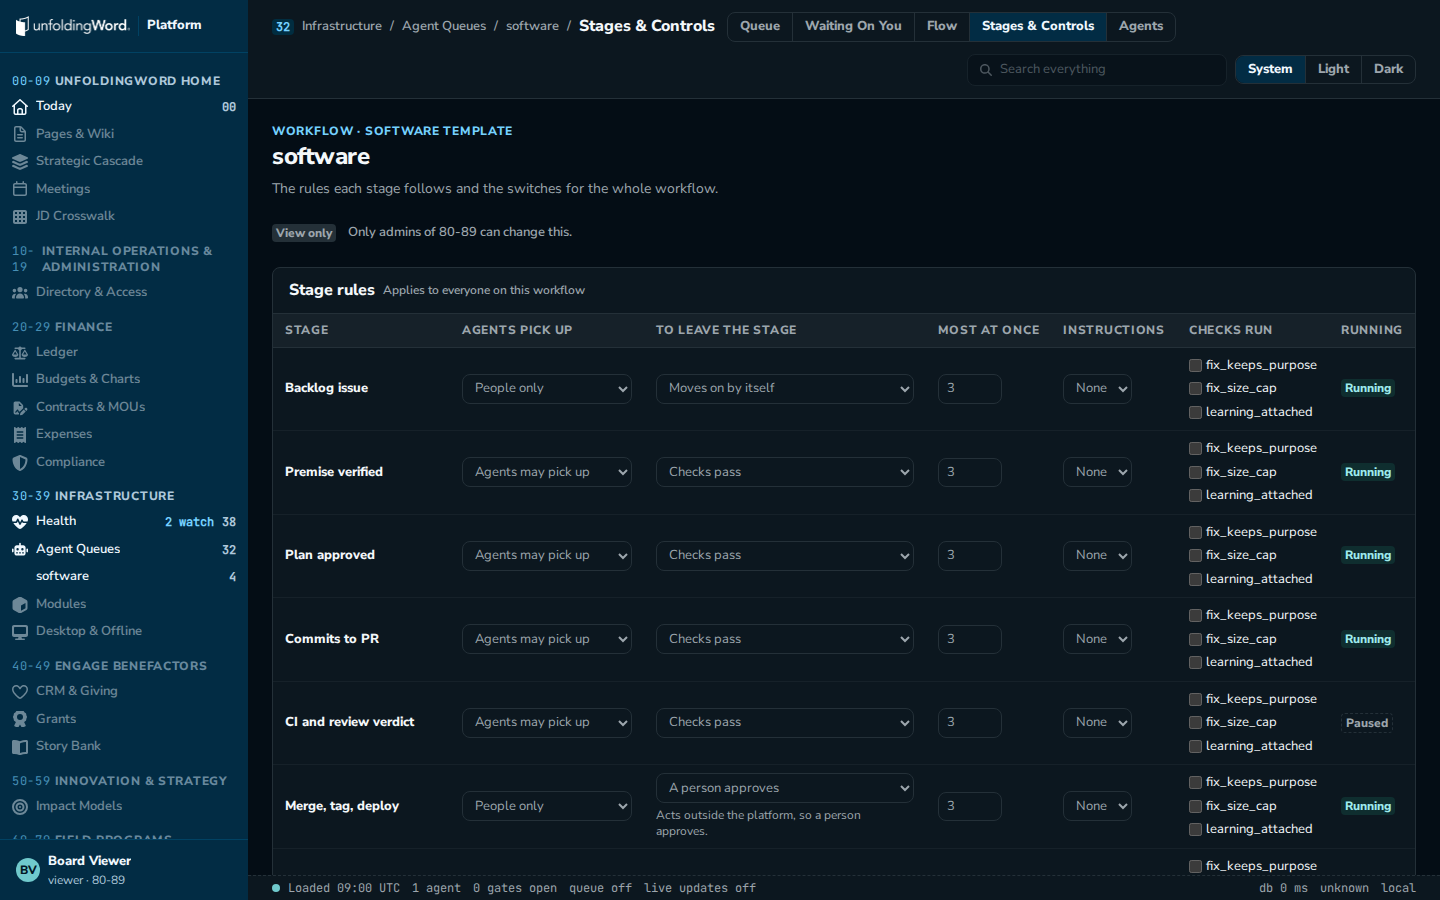 unfoldingWord Platform
00-09 UNFOLDINGWORD HOME
Today 00
Pages & Wiki
Strategic Cascade
Meetings
JD Crosswalk
10-19 INTERNAL OPERATIONS & ADMINISTRATION
Directory & Access
20-29 FINANCE
Ledger
Budgets & Charts
Contracts & MOUs
Expenses
Compliance
30-39 INFRASTRUCTURE
Health 2 watch 38
Agent Queues 32
software 4
Modules
Desktop & Offline
40-49 ENGAGE BENEFACTORS
CRM & Giving
Grants
Story Bank
50-59 INNOVATION & STRATEGY
Impact Models
60-70 FIELD PROGRAMS
BV Board Viewer
viewer · 80-89
32 Infrastructure / Agent Queues / software / Stages & Controls
Queue Waiting On You Flow Stages & Controls Agents
Search everything
System Light Dark
WORKFLOW · SOFTWARE TEMPLATE
software
The rules each stage follows and the switches for the whole workflow.
View only Only admins of 80-89 can change this.
Stage rules Applies to everyone on this workflow
STAGE AGENTS PICK UP TO LEAVE THE STAGE MOST AT ONCE INSTRUCTIONS CHECKS RUN RUNNING
Backlog issue People only Moves on by itself 3 None fix_keeps_purpose
fix_size_cap
learning_attached
Running
Premise verified Agents may pick up Checks pass 3 None fix_keeps_purpose
fix_size_cap
learning_attached
Running
Plan approved Agents may pick up Checks pass 3 None fix_keeps_purpose
fix_size_cap
learning_attached
Running
Commits to PR Agents may pick up Checks pass 3 None fix_keeps_purpose
fix_size_cap
learning_attached
Running
CI and review verdict Agents may pick up Checks pass 3 None fix_keeps_purpose
fix_size_cap
learning_attached
Paused
Merge, tag, deploy People only A person approves
Acts outside the platform, so a person
approves.
3 None fix_keeps_purpose
fix_size_cap
learning_attached
Running
fix_keeps_purpose
Loaded 09:00 UTC 1 agent 0 gates open queue off live updates off
db 0 ms unknown local